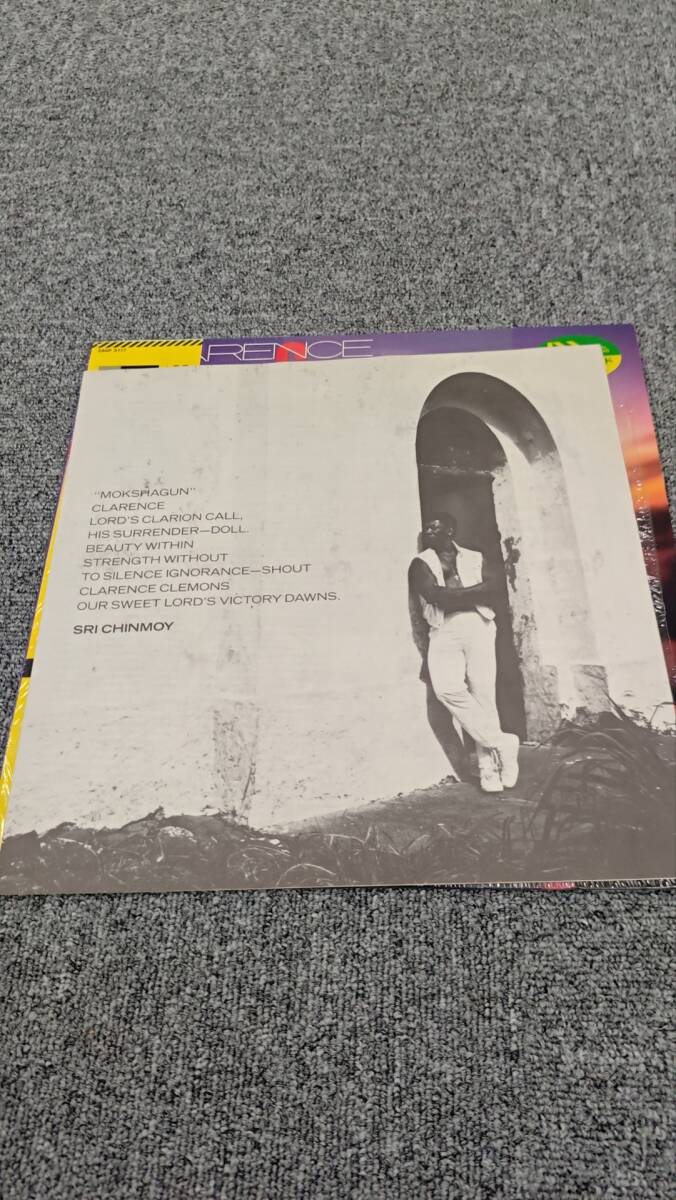 ARENCE
"MOKSHAGUN"
CLARENCE
LORD'S CLARION CALL,
HIS SURRENDER—DOLL.
BEAUTY WITHIN
STRENGTH WITHOUT
TO SILENCE IGNORANCE—SHOUT
CLARENCE CLEMONS
OUR SWEET LORD'S VICTORY DAWNS.
SRI CHINMOY